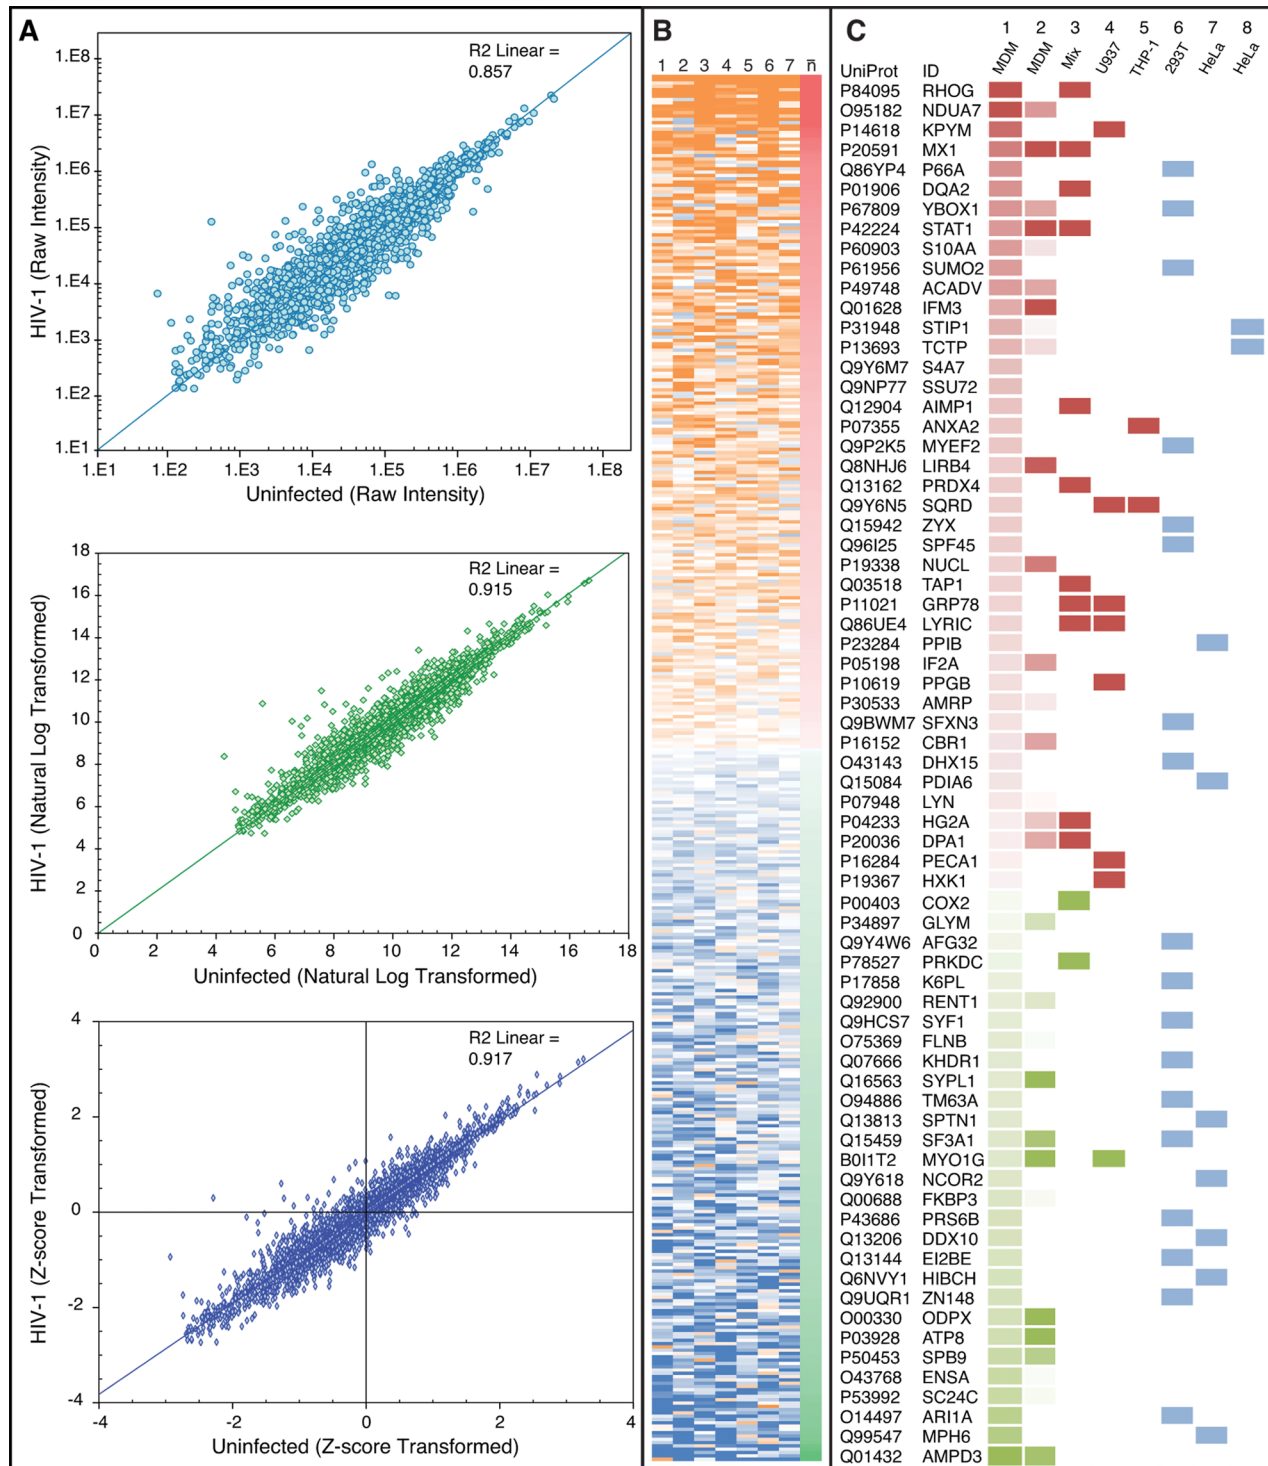 A
R2 Linear =
0.857
HIV-1 (Raw Intensity)
1.E8
1.E7
1.E6
1.E5
1.E4
1.E3
1.E2
1.E1
1.E1 1.E2 1.E3 1.E4 1.E5 1.E6 1.E7 1.E8
Uninfected (Raw Intensity)
R2 Linear =
0.915
HIV-1 (Natural Log Transformed)
18
16
14
12
10
8
6
4
2
0
0 2 4 6 8 10 12 14 16 18
Uninfected (Natural Log Transformed)
R2 Linear =
0.917
HIV-1 (Z-score Transformed)
4
2
0
-2
-4
-4 -2 0 2 4
Uninfected (Z-score Transformed)
B
1 2 3 4 5 6 7 n̅
C
1 2 3 4 5 6 7 8
MDM MDM Mix U937 THP-1 293T HeLa HeLa
UniProt ID
P84095 RHOG
O95182 NDUA7
P14618 KPYM
P20591 MX1
Q86YP4 P66A
P01906 DQA2
P67809 YBOX1
P42224 STAT1
P60903 S10AA
P61956 SUMO2
P49748 ACADV
Q01628 IFM3
P31948 STIP1
P13693 TCTP
Q9Y6M7 S4A7
Q9NP77 SSU72
Q12904 AIMP1
P07355 ANXA2
Q9P2K5 MYEF2
Q8NHJ6 LIRB4
Q13162 PRDX4
Q9Y6N5 SQRD
Q15942 ZYX
Q96I25 SPF45
P19338 NUCL
Q03518 TAP1
P11021 GRP78
Q86UE4 LYRIC
P23284 PPIB
P05198 IF2A
P10619 PPGB
P30533 AMRP
Q9BWM7 SFXN3
P16152 CBR1
O43143 DHX15
Q15084 PDIA6
P07948 LYN
P04233 HG2A
P20036 DPA1
P16284 PECA1
P19367 HXK1
P00403 COX2
P34897 GLYM
Q9Y4W6 AFG32
P78527 PRKDC
P17858 K6PL
Q92900 RENT1
Q9HCS7 SYF1
O75369 FLNB
Q07666 KHDR1
Q16563 SYPL1
O94886 TM63A
Q13813 SPTN1
Q15459 SF3A1
B0I1T2 MYO1G
Q9Y618 NCOR2
Q00688 FKBP3
P43686 PRS6B
Q13206 DDX10
Q13144 EI2BE
Q6NVY1 HIBCH
Q9UQR1 ZN148
O00330 ODPX
P03928 ATP8
P50453 SPB9
O43768 ENSA
P53992 SC24C
O14497 ARI1A
Q99547 MPH6
Q01432 AMPD3